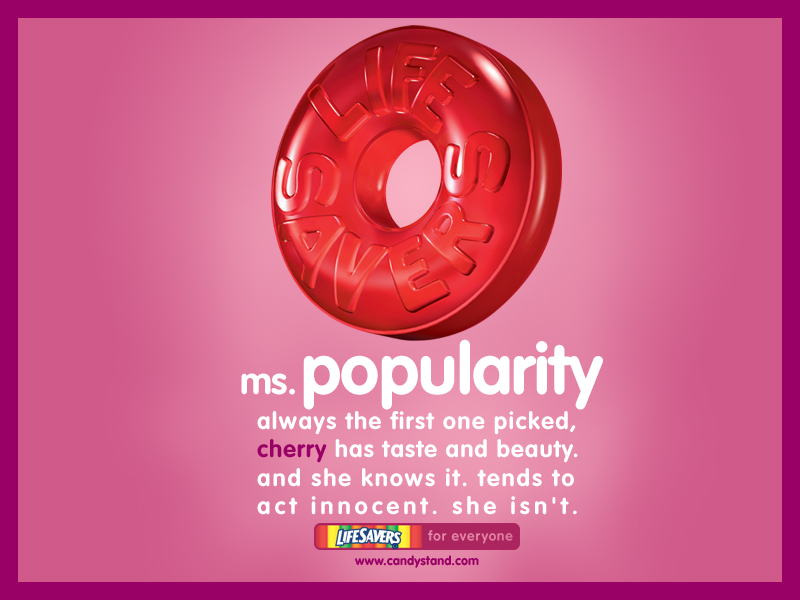 LIFE SAVERS
ms. popularity
always the first one picked,
cherry has taste and beauty.
and she knows it. tends to
act innocent. she isn't.
LIFESAVERS for everyone
www.candystand.com